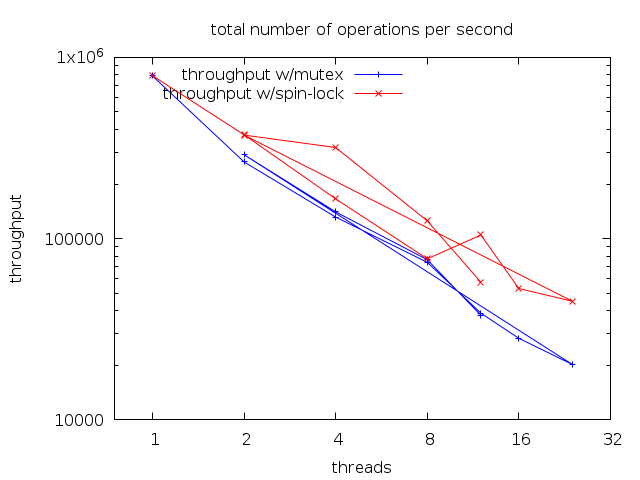 total number of operations per second
1x10^6
throughput w/mutex
throughput w/spin-lock
100000
throughput
10000
1 2 4 8 16 32
threads